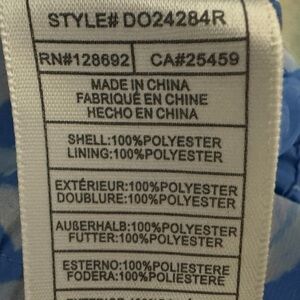 STYLE# DO24284R
RN#128692 CA#25459
MADE IN CHINA
FABRIQUÉ EN CHINE
HECHO EN CHINA
SHELL:100%POLYESTER
LINING:100%POLYESTER
EXTÉRIEUR:100%POLYESTER
DOUBLURE:100%POLYESTER
AUßERHALB:100%POLYESTER
FUTTER:100%POLYESTER
ESTERNO:100%POLIESTERE
FODERA:100%POLIESTERE